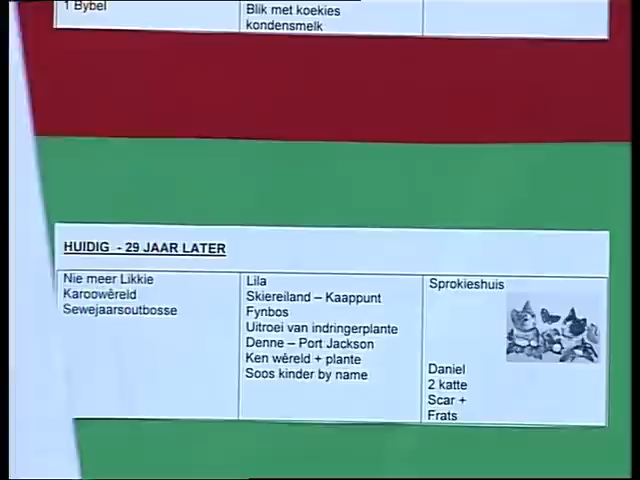 1 Bybel
Blik met koekies
kondensmelk
HUIDIG - 29 JAAR LATER
Nie meer Likkie
Karoowêreld
Sewejaarsoutbosse
Lila
Skiereiland – Kaappunt
Fynbos
Uitroei van indringerplante
Denne – Port Jackson
Ken wêreld + plante
Soos kinder by name
Sprokieshuis
Daniel
2 katte
Scar +
Frats